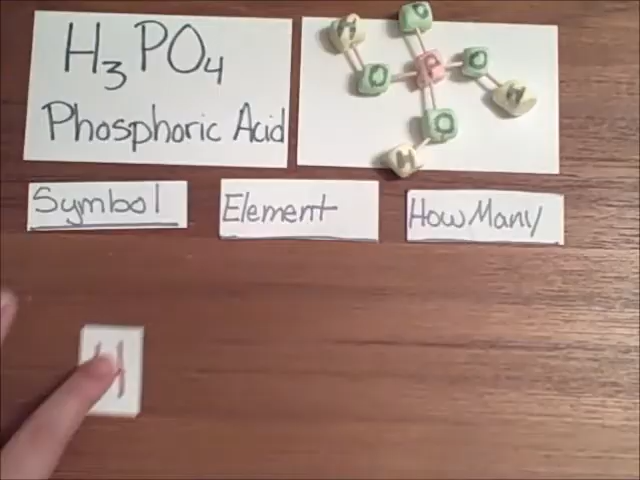 H₃PO₄
Phosphoric Acid
H O O P O H O H
Symbol
Element
How Many
H